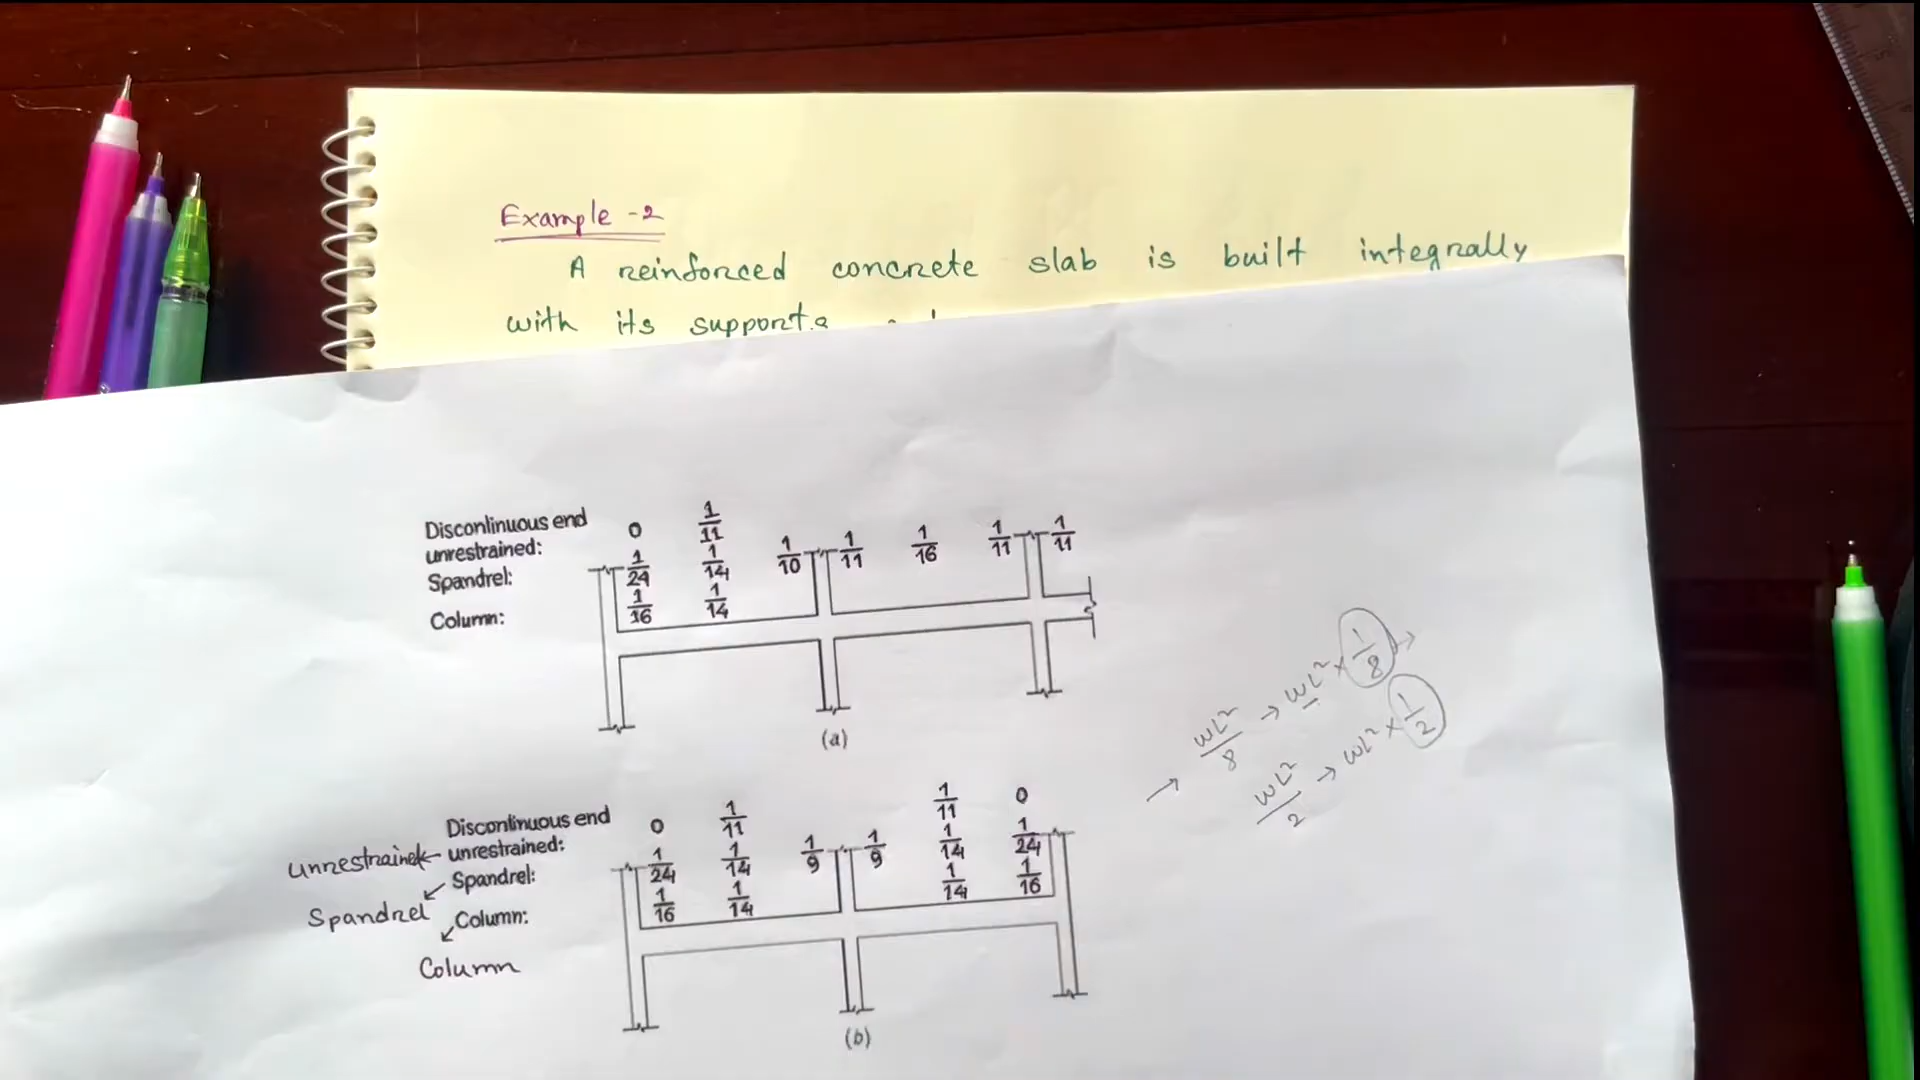 Example -2
A reinforced concrete slab is built integrally
with its supports
Disconlinuous end
unrestrained:
Spandrel:
Column:
0 1/11
1/24 1/14 1/10 1/11 1/16 1/11 1/11
1/16 1/14
(a)
wL²/8 → wL² × 1/8 →
→ wL²/2 → wL² × 1/2
Disconlinuous end
unrestrained ← unrestrained:
Spandrel:
Spandrel
Column:
Column
0 1/11 1/11 0
1/24 1/14 1/9 1/9 1/14 1/24
1/16 1/14 1/14 1/16
(b)